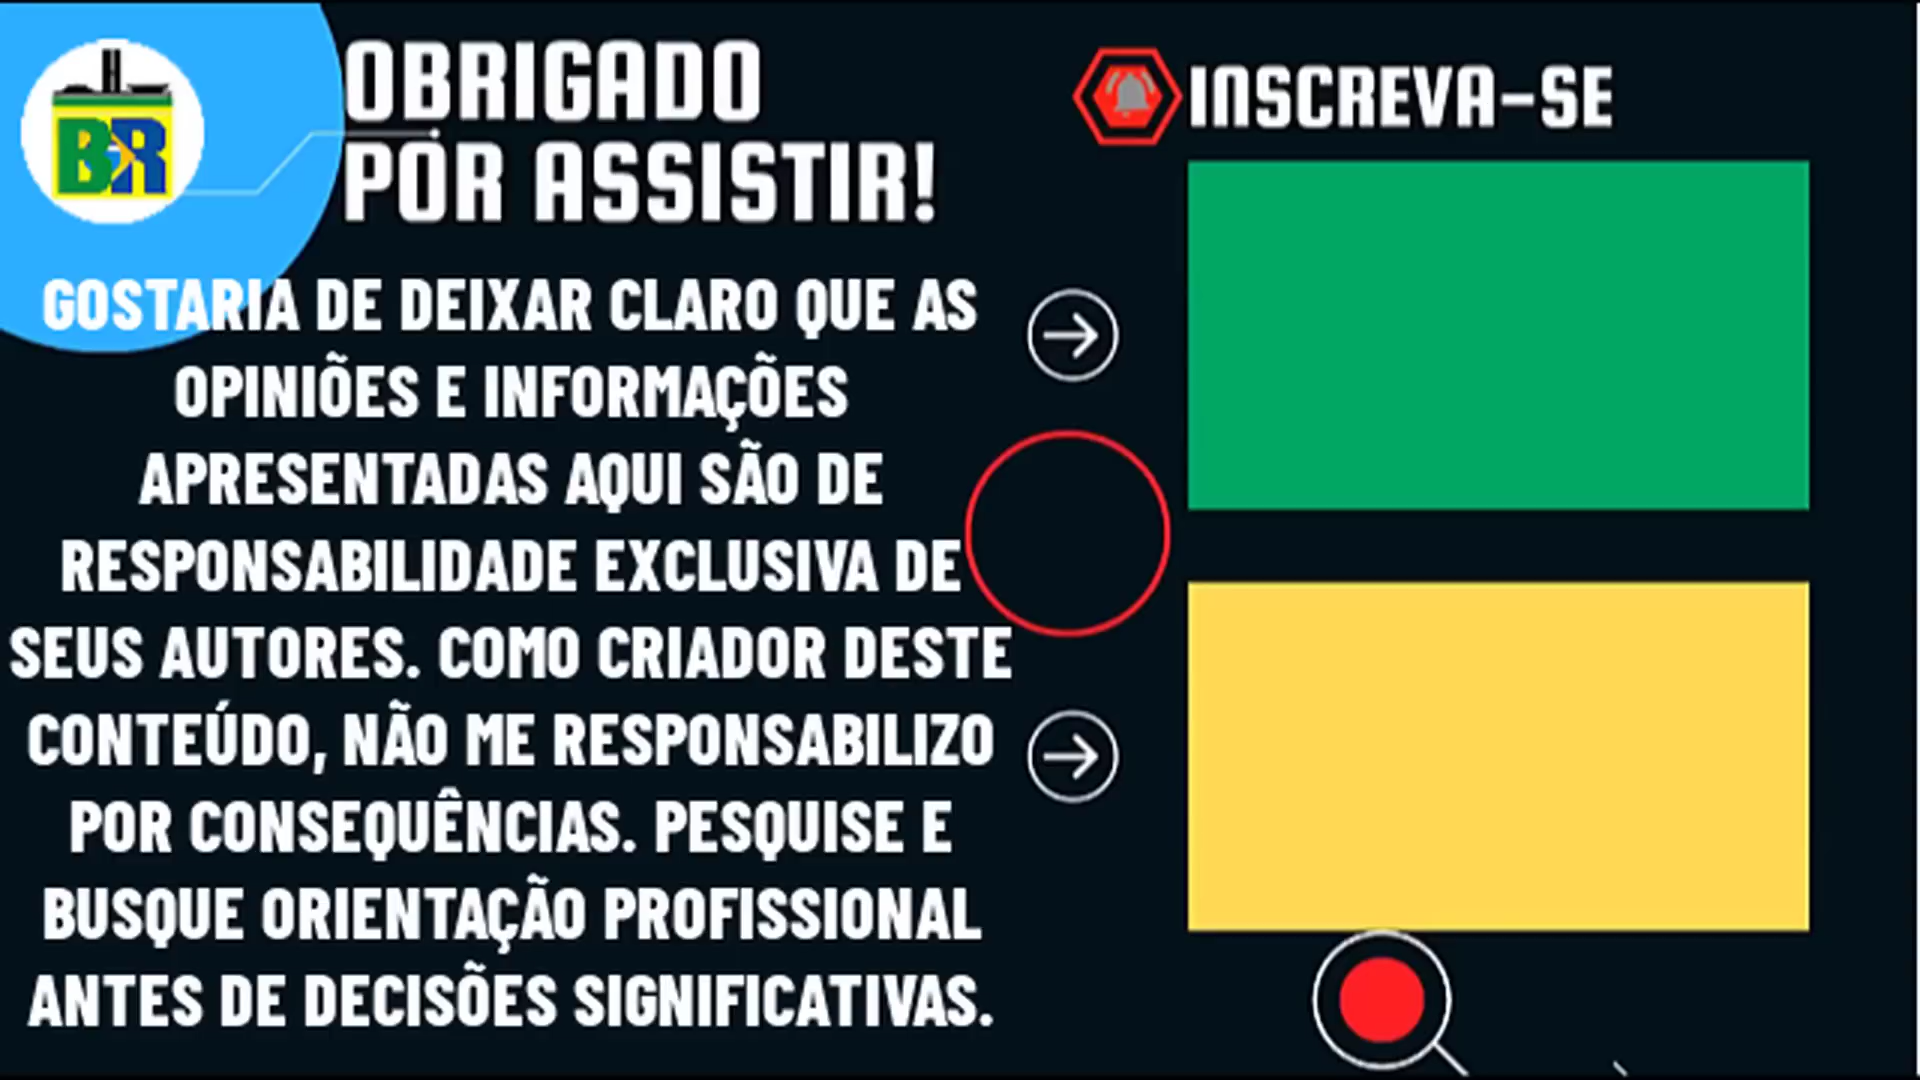 BR
OBRIGADO
POR ASSISTIR!
INSCREVA-SE
GOSTARIA DE DEIXAR CLARO QUE AS
OPINIÕES E INFORMAÇÕES
APRESENTADAS AQUI SÃO DE
RESPONSABILIDADE EXCLUSIVA DE
SEUS AUTORES. COMO CRIADOR DESTE
CONTEÚDO, NÃO ME RESPONSABILIZO
POR CONSEQUÊNCIAS. PESQUISE E
BUSQUE ORIENTAÇÃO PROFISSIONAL
ANTES DE DECISÕES SIGNIFICATIVAS.